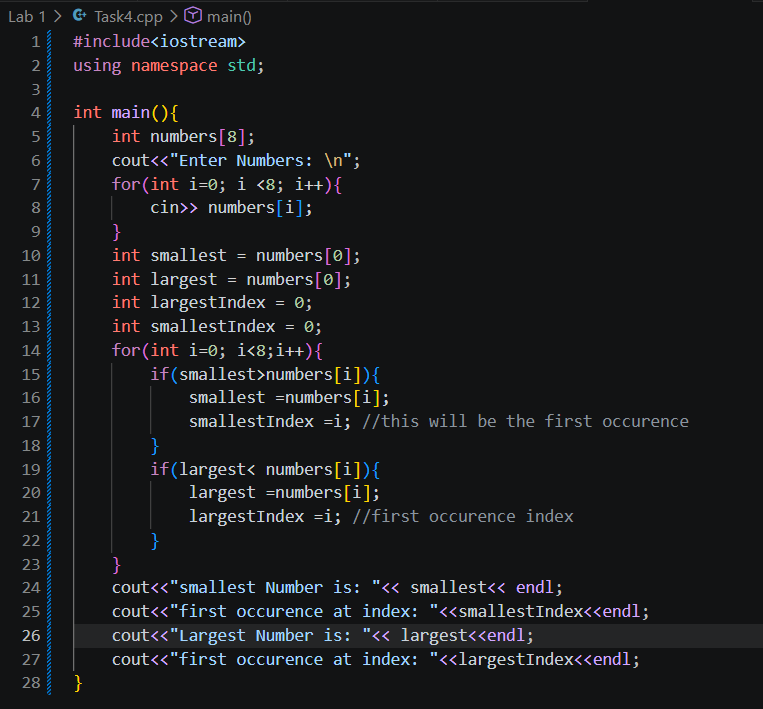 Lab 1 > Task4.cpp > main()
1 #include<iostream>
2 using namespace std;
3
4 int main(){
5     int numbers[8];
6     cout<<"Enter Numbers: \n";
7     for(int i=0; i <8; i++){
8         cin>> numbers[i];
9     }
10     int smallest = numbers[0];
11     int largest = numbers[0];
12     int largestIndex = 0;
13     int smallestIndex = 0;
14     for(int i=0; i<8;i++){
15         if(smallest>numbers[i]){
16             smallest =numbers[i];
17             smallestIndex =i; //this will be the first occurence
18         }
19         if(largest< numbers[i]){
20             largest =numbers[i];
21             largestIndex =i; //first occurence index
22         }
23     }
24     cout<<"smallest Number is: "<< smallest<< endl;
25     cout<<"first occurence at index: "<<smallestIndex<<endl;
26     cout<<"Largest Number is: "<< largest<<endl;
27     cout<<"first occurence at index: "<<largestIndex<<endl;
28 }